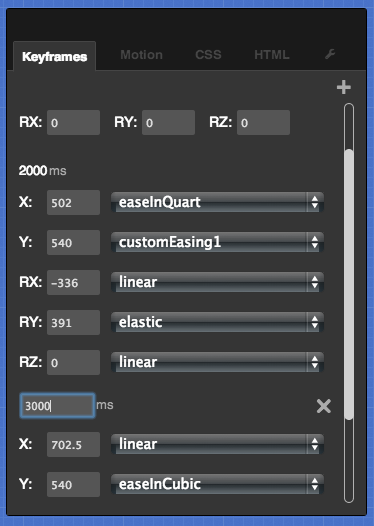 Keyframes Motion CSS HTML
RX: 0 RY: 0 RZ: 0
2000 ms
X: 502 easeInQuart
Y: 540 customEasing1
RX: -336 linear
RY: 391 elastic
RZ: 0 linear
3000 ms
X: 702.5 linear
Y: 540 easeInCubic